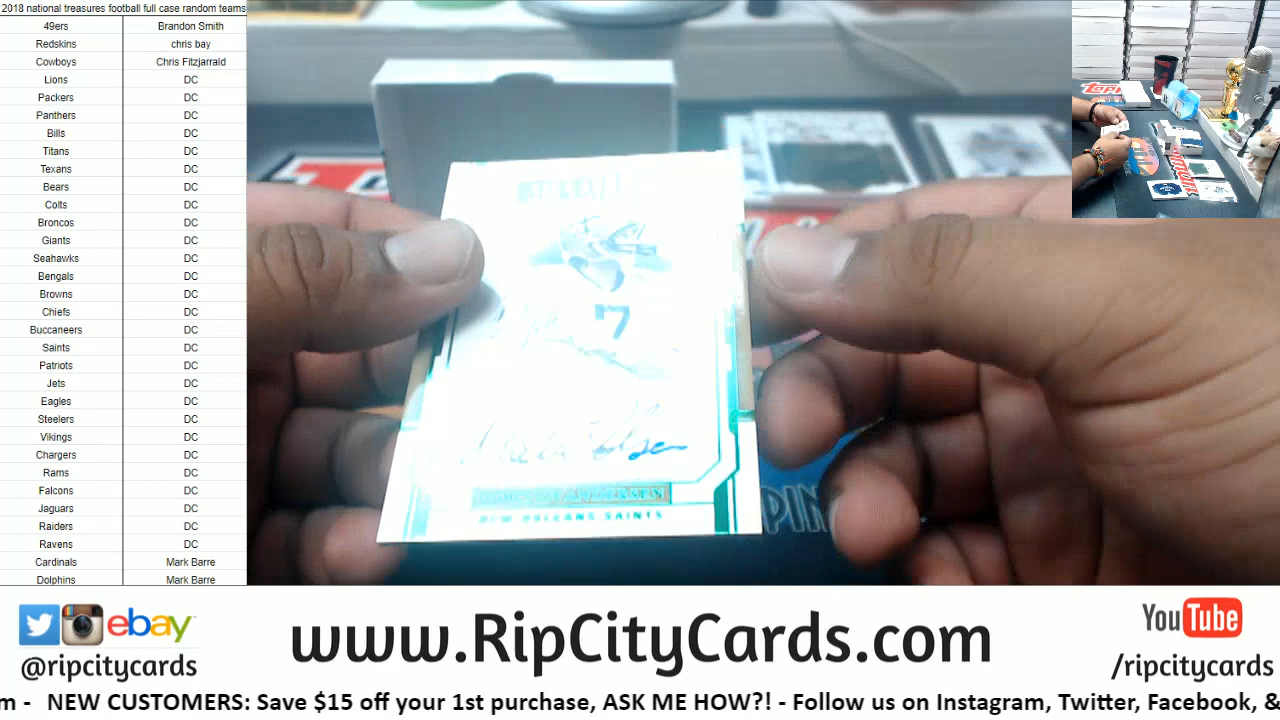 2018 national treasures football full case random teams
49ers Brandon Smith
Redskins chris bay
Cowboys Chris Fitzjarrald
Lions DC
Packers DC
Panthers DC
Bills DC
Titans DC
Texans DC
Bears DC
Colts DC
Broncos DC
Giants DC
Seahawks DC
Bengals DC
Browns DC
Chiefs DC
Buccaneers DC
Saints DC
Patriots DC
Jets DC
Eagles DC
Steelers DC
Vikings DC
Chargers DC
Rams DC
Falcons DC
Jaguars DC
Raiders DC
Ravens DC
Cardinals Mark Barre
Dolphins Mark Barre
7
NEW ORLEANS SAINTS
ebay
@ripcitycards
www.RipCityCards.com
YouTube
/ripcitycards
m - NEW CUSTOMERS: Save $15 off your 1st purchase, ASK ME HOW?! - Follow us on Instagram, Twitter, Facebook, &